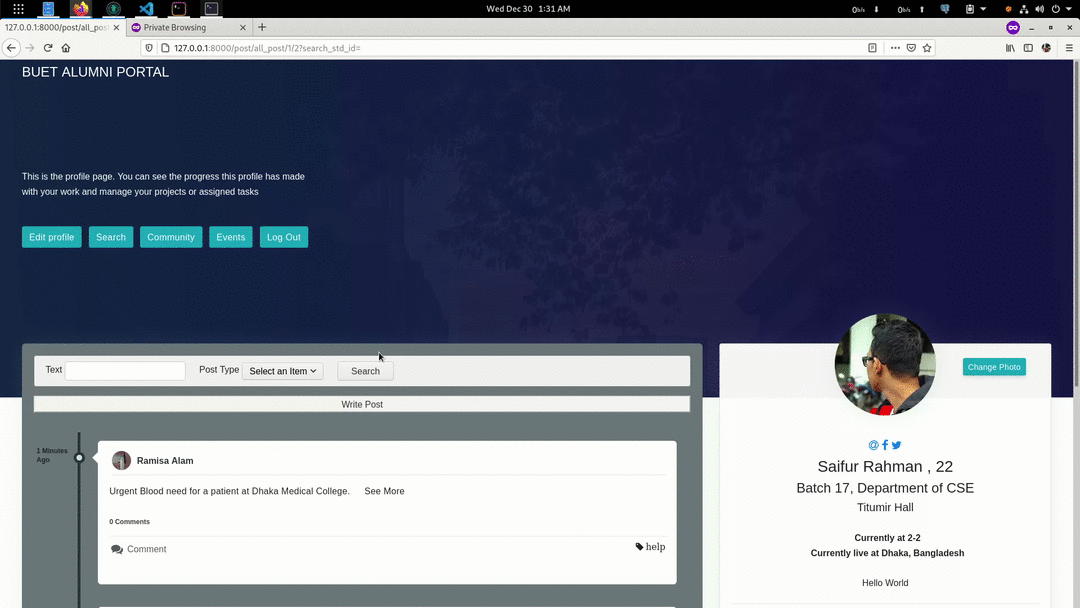 Wed Dec 30 1:31 AM
0b/s 0b/s
127.0.0.1:8000/post/all_pos
Private Browsing
127.0.0.1:8000/post/all_post/1/2?search_std_id=
BUET ALUMNI PORTAL
This is the profile page. You can see the progress this profile has made
with your work and manage your projects or assigned tasks
Edit profile Search Community Events Log Out
Text Post Type Select an Item Search
Write Post
1 Minutes
Ago
Ramisa Alam
Urgent Blood need for a patient at Dhaka Medical College. See More
0 Comments
Comment help
Change Photo
Saifur Rahman , 22
Batch 17, Department of CSE
Titumir Hall
Currently at 2-2
Currently live at Dhaka, Bangladesh
Hello World